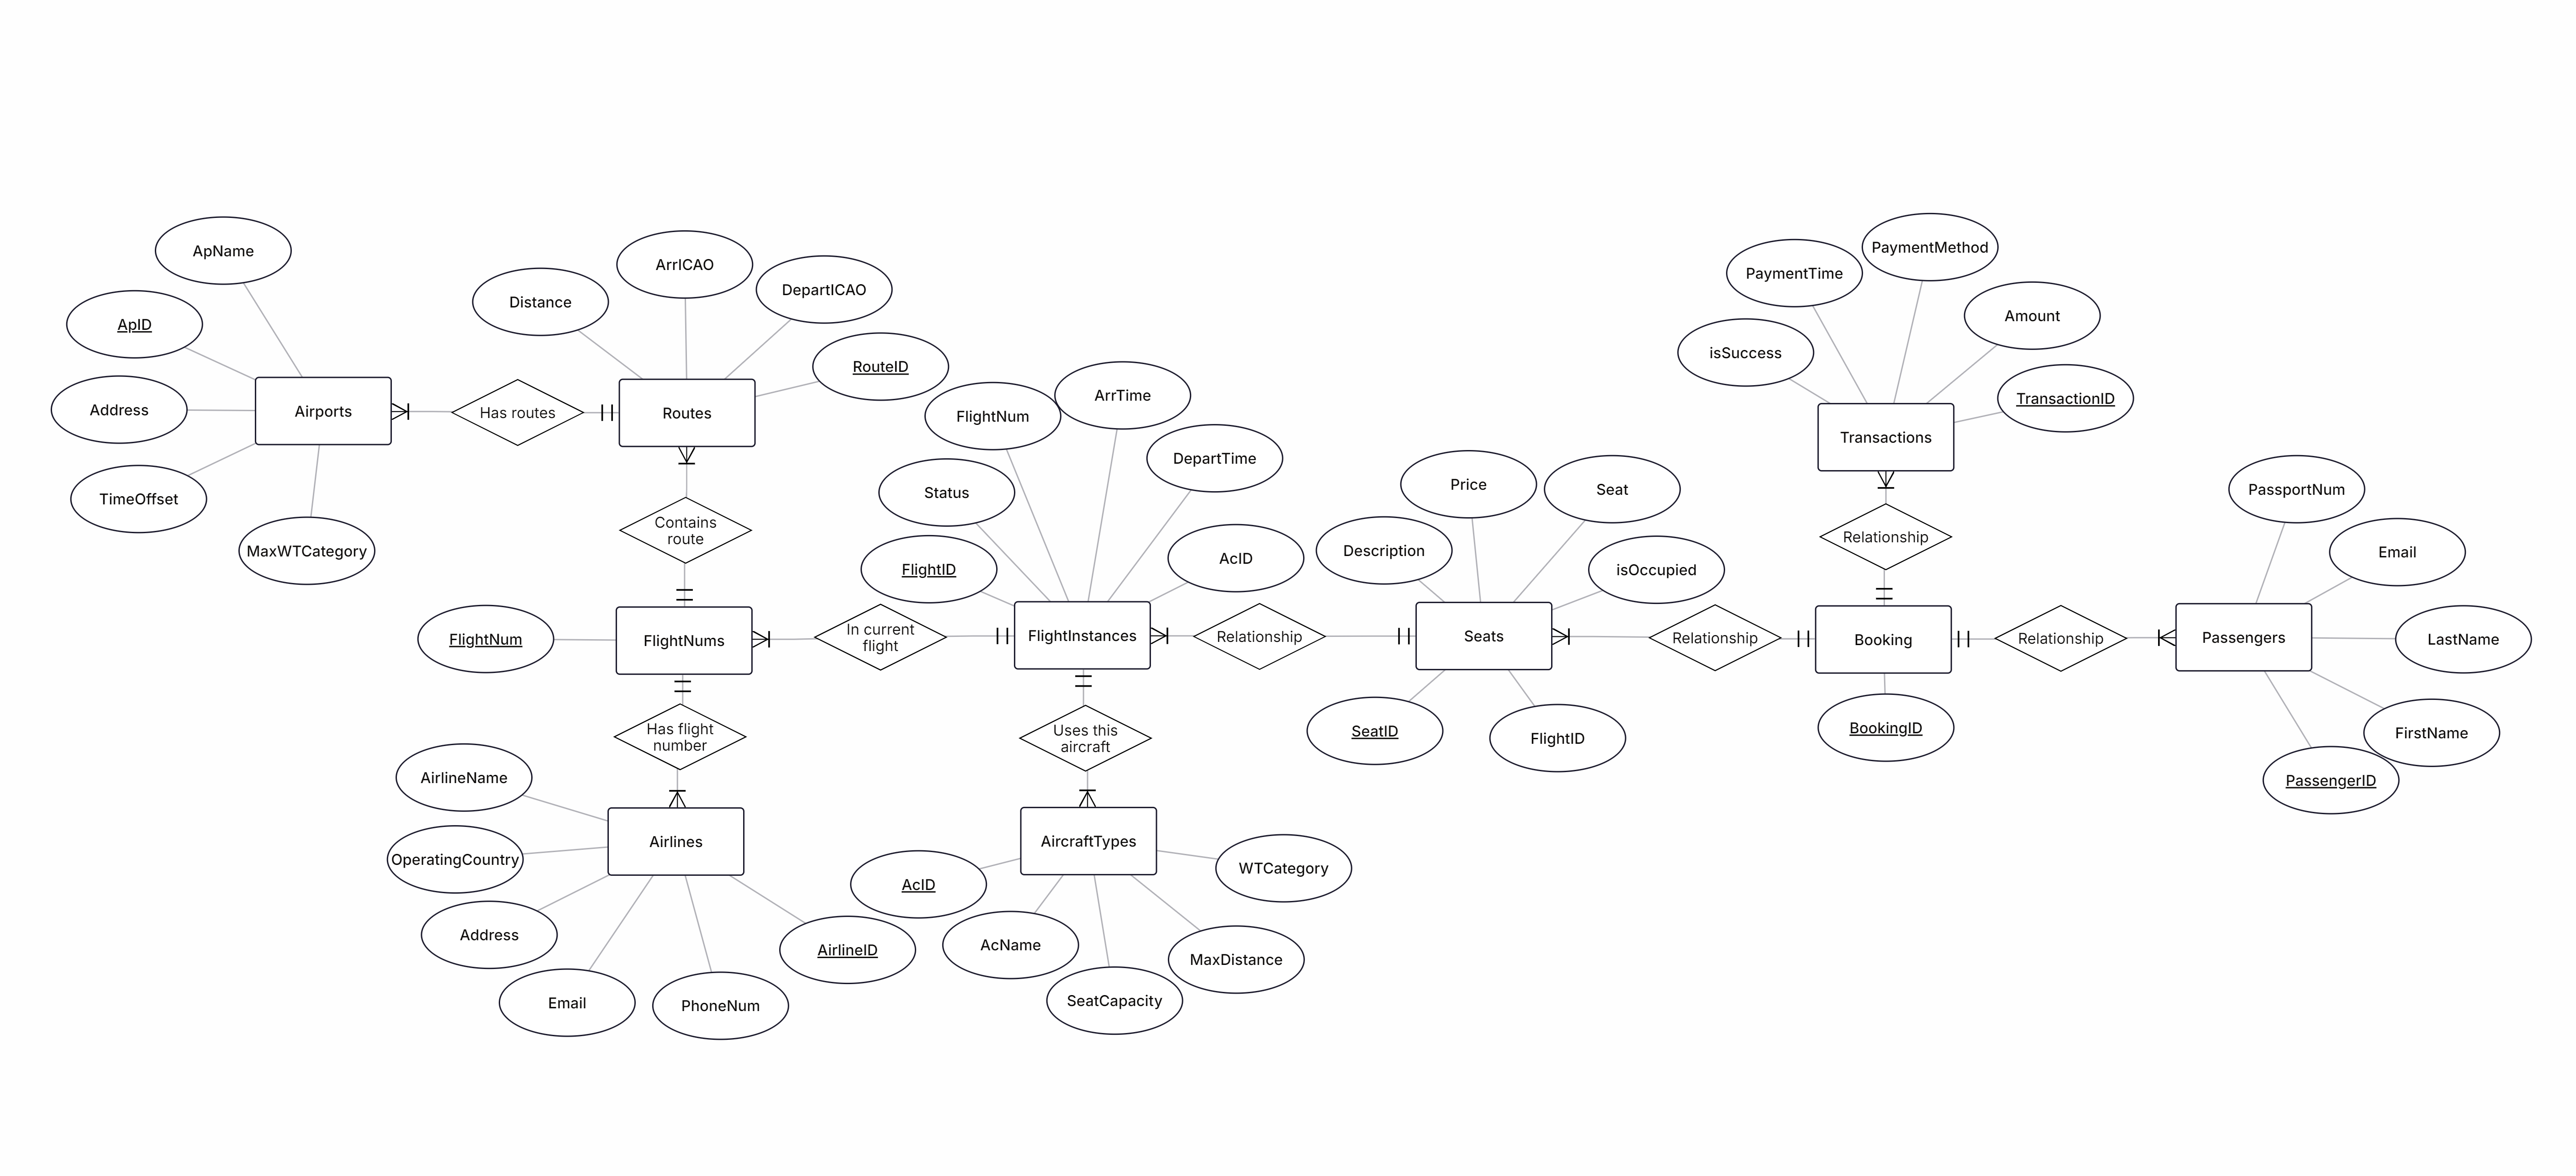 ApName
ApID
Address
TimeOffset
MaxWTCategory
Airports
Has routes
Distance
ArrICAO
DepartICAO
RouteID
Routes
Contains
route
FlightNum
FlightNums
Has flight
number
AirlineName
OperatingCountry
Address
Email
PhoneNum
AirlineID
Airlines
In current
flight
FlightID
Status
FlightNum
ArrTime
DepartTime
AcID
FlightInstances
Uses this
aircraft
AircraftTypes
AcID
AcName
SeatCapacity
MaxDistance
WTCategory
Relationship
Description
Price
Seat
isOccupied
Seats
SeatID
FlightID
Relationship
isSuccess
PaymentTime
PaymentMethod
Amount
TransactionID
Transactions
Relationship
Booking
BookingID
Relationship
Passengers
PassportNum
Email
LastName
FirstName
PassengerID